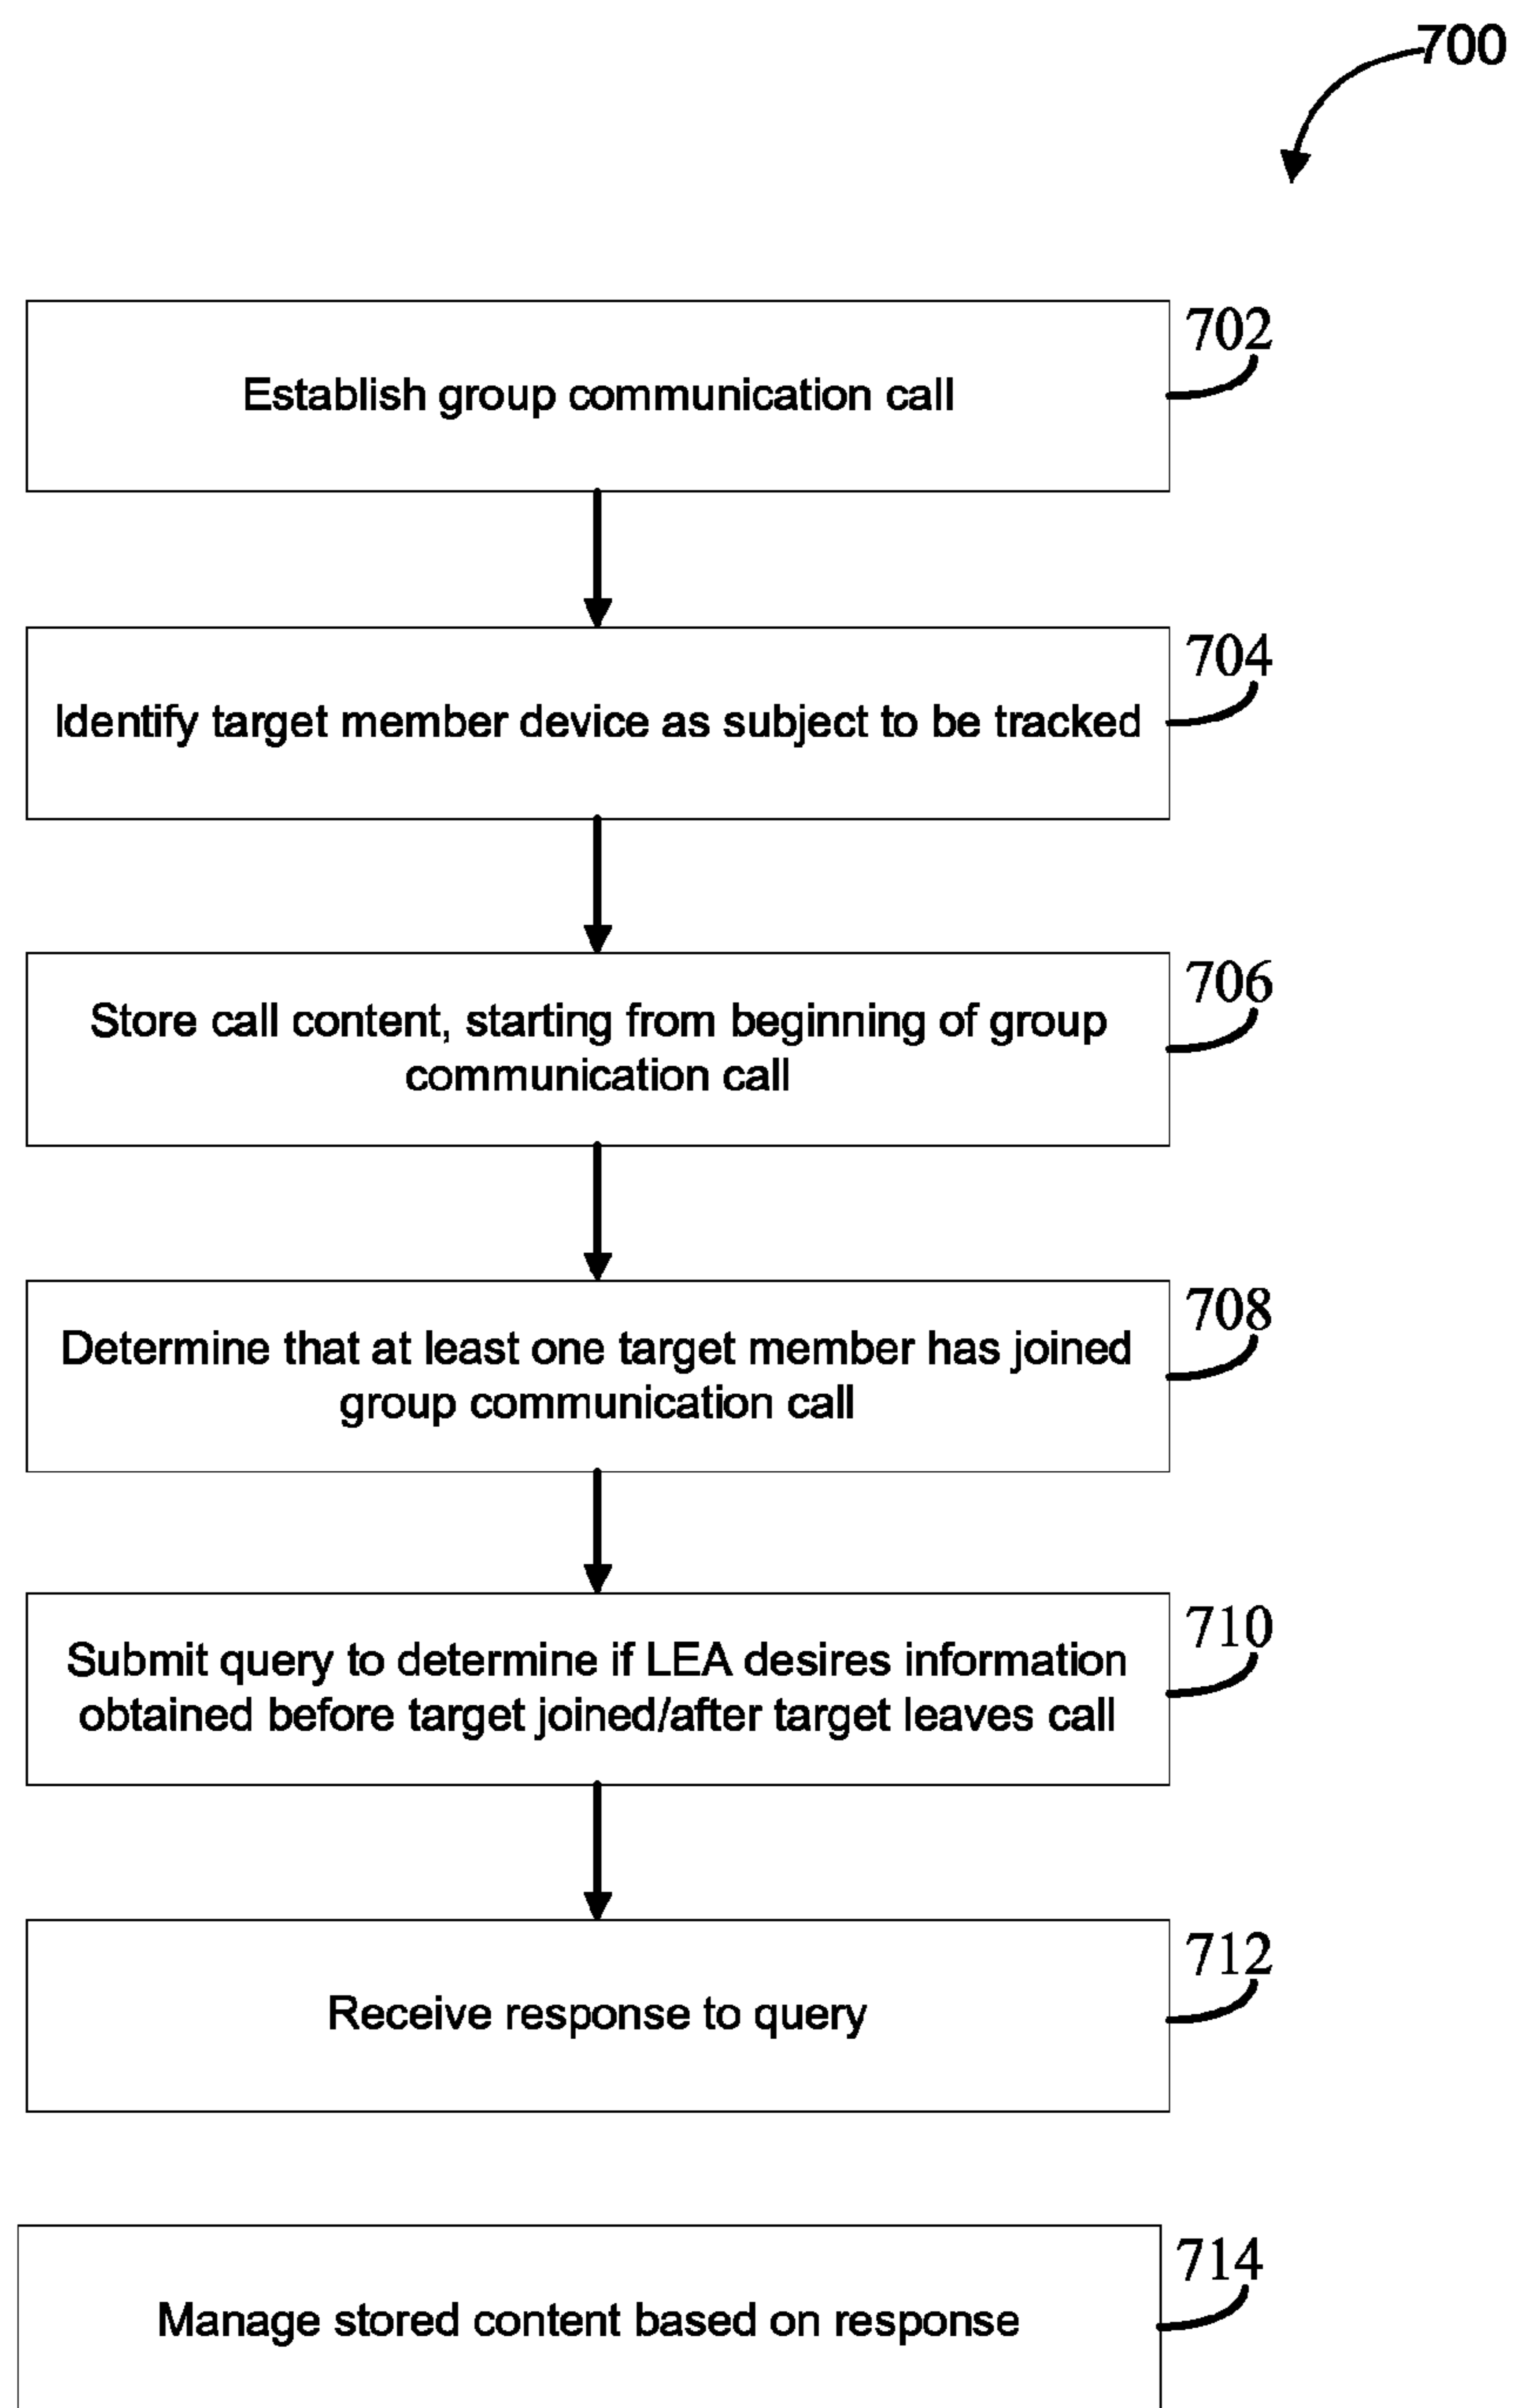 700
702
Establish group communication call
704
Identify target member device as subject to be tracked
706
Store call content, starting from beginning of group
communication call
708
Determine that at least one target member has joined
group communication call
710
Submit query to determine if LEA desires information
obtained before target joined/after target leaves call
712
Receive response to query
714
Manage stored content based on response